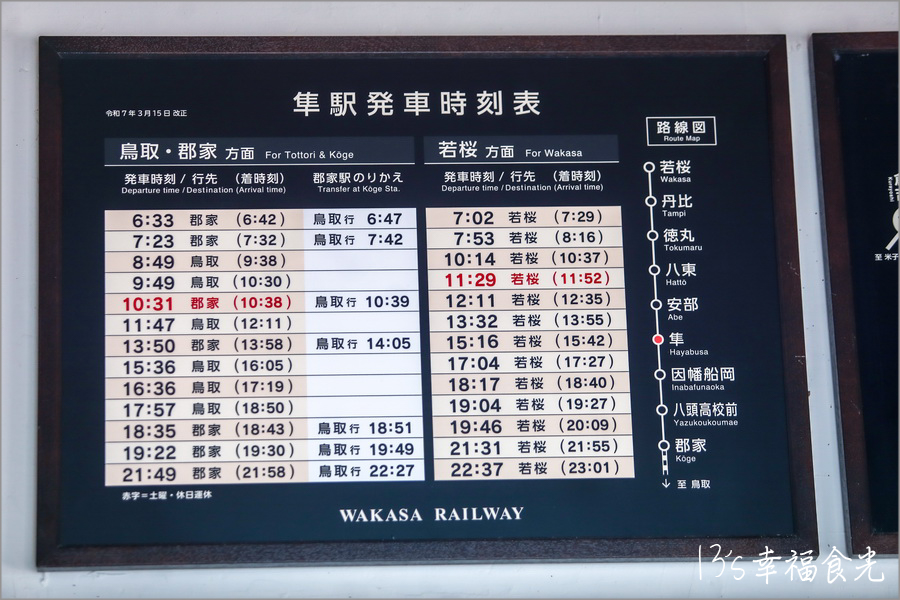 隼駅発車時刻表
令和7年3月15日改正
鳥取・郡家 方面 For Tottori & Kōge
発車時刻 / 行先 (着時刻) 郡家駅のりかえ
Departure time / Destination (Arrival time) Transfer at Kōge Sta.
6:33 郡家 (6:42) 鳥取行 6:47
7:23 郡家 (7:32) 鳥取行 7:42
8:49 鳥取 (9:38)
9:49 鳥取 (10:30)
10:31 郡家 (10:38) 鳥取行 10:39
11:47 鳥取 (12:11)
13:50 郡家 (13:58) 鳥取行 14:05
15:36 鳥取 (16:05)
16:36 鳥取 (17:19)
17:57 鳥取 (18:50)
18:35 郡家 (18:43) 鳥取行 18:51
19:22 郡家 (19:30) 鳥取行 19:49
21:49 郡家 (21:58) 鳥取行 22:27
赤字=土曜・休日運休
若桜 方面 For Wakasa
発車時刻 / 行先 (着時刻)
Departure time / Destination (Arrival time)
7:02 若桜 (7:29)
7:53 若桜 (8:16)
10:14 若桜 (10:37)
11:29 若桜 (11:52)
12:11 若桜 (12:35)
13:32 若桜 (13:55)
15:16 若桜 (15:42)
17:04 若桜 (17:27)
18:17 若桜 (18:40)
19:04 若桜 (19:27)
19:46 若桜 (20:09)
21:31 若桜 (21:55)
22:37 若桜 (23:01)
路線図
Route Map
若桜
Wakasa
丹比
Tampi
徳丸
Tokumaru
八東
Hattō
安部
Abe
隼
Hayabusa
因幡船岡
Inabafunaoka
八頭高校前
Yazukoukoumae
郡家
Kōge
↓ 至 鳥取
WAKASA RAILWAY
至 米子
13's幸福食光